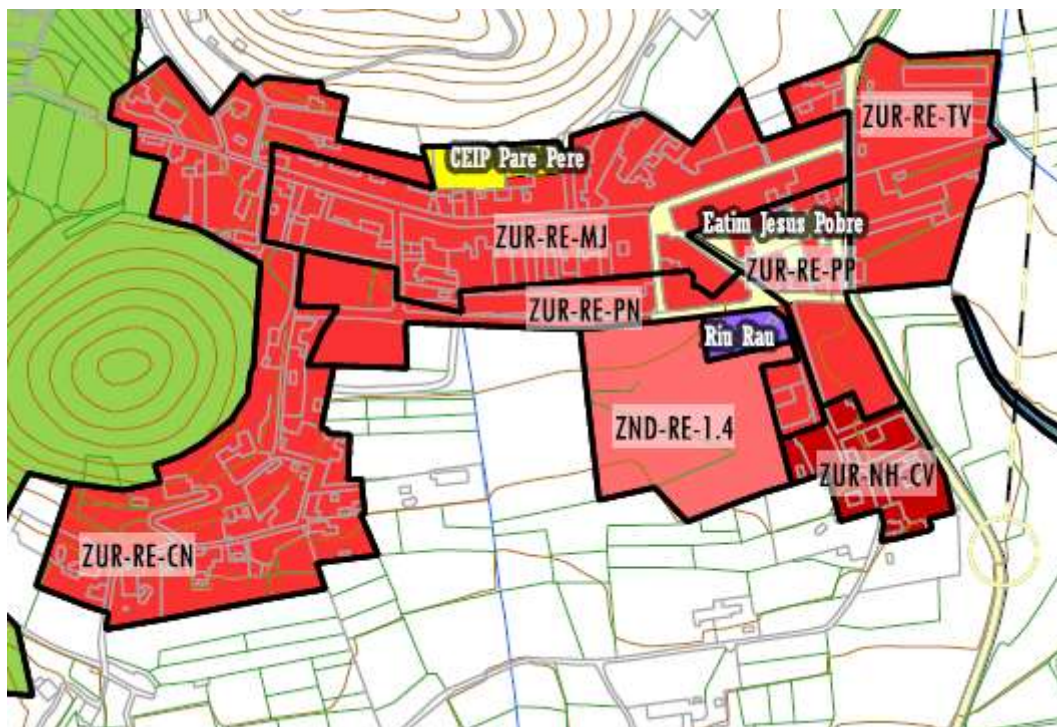 ZUR-RE-TV
CEIP Pare Pere
Eatim Jesus Pobre
ZUR-RE-MJ
ZUR-RE-PP
ZUR-RE-PN
Riu Rau
ZND-RE-1.4
ZUR-NH-CV
ZUR-RE-CN